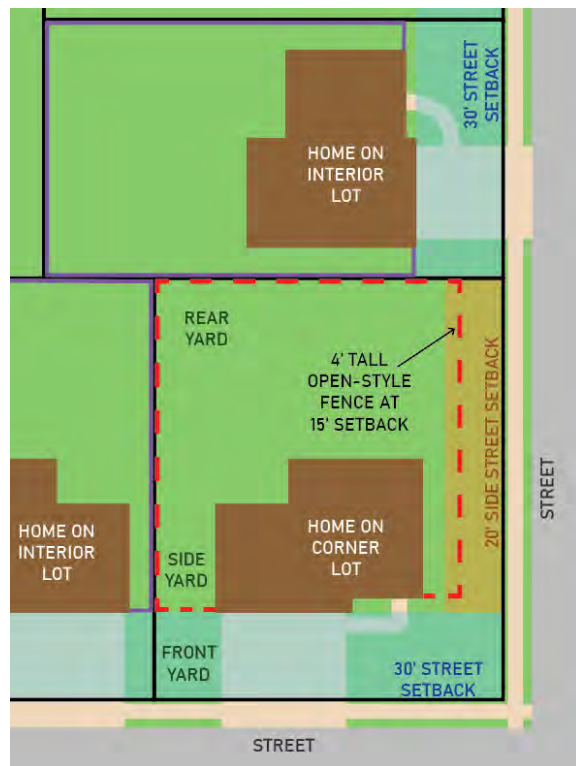 30' STREET
SETBACK
HOME ON
INTERIOR
LOT
REAR
YARD
4' TALL
OPEN-STYLE
FENCE AT
15' SETBACK
20' SIDE STREET SETBACK
STREET
HOME ON
INTERIOR
LOT
SIDE
YARD
HOME ON
CORNER
LOT
FRONT
YARD
30' STREET
SETBACK
STREET